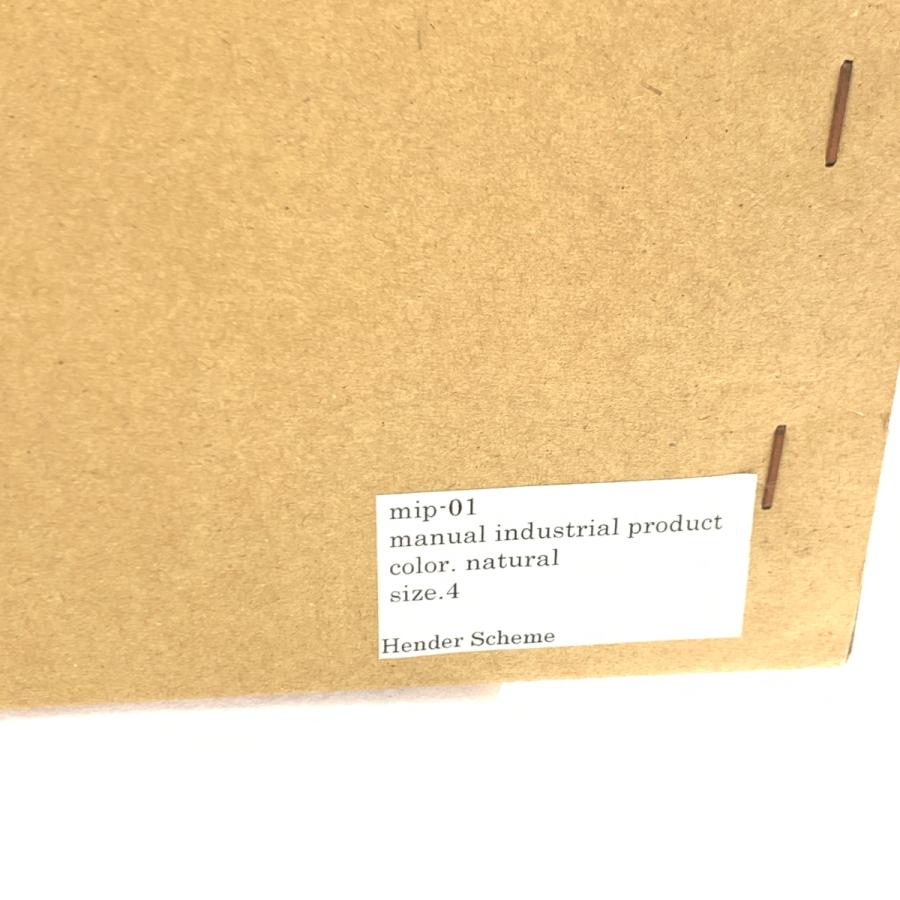 mip-01
manual industrial product
color. natural
size.4
Hender Scheme